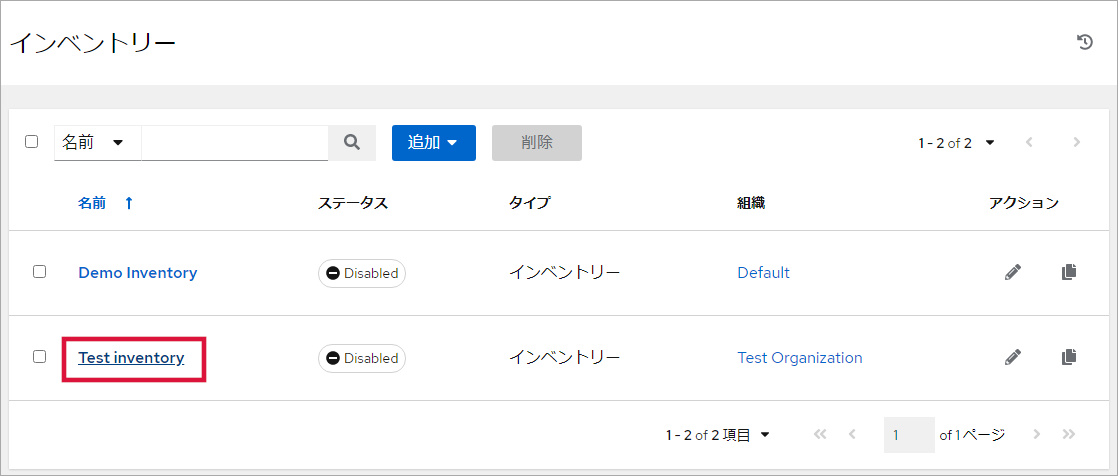 インベントリー
名前 追加 削除 1 - 2 of 2
名前 ステータス タイプ 組織 アクション
Demo Inventory Disabled インベントリー Default
Test inventory Disabled インベントリー Test Organization
1 - 2 of 2 項目 1 of 1 ページ